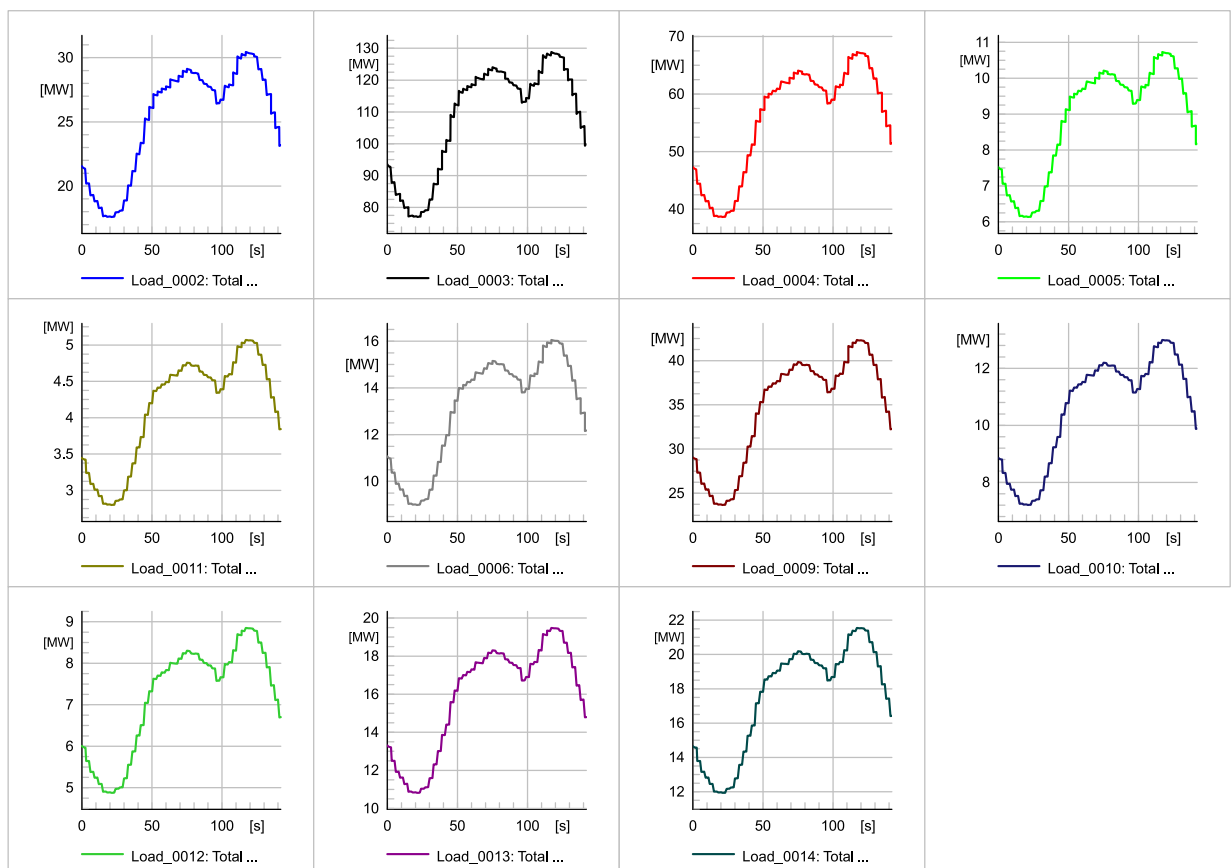 30
[MW]
25
20
0 50 100 [s]
Load_0002: Total ...
130
[MW]
120
110
100
90
80
0 50 100 [s]
Load_0003: Total ...
70
[MW]
60
50
40
0 50 100 [s]
Load_0004: Total ...
11
[MW]
10
9
8
7
6
0 50 100 [s]
Load_0005: Total ...
[MW]
5
4.5
4
3.5
3
0 50 100 [s]
Load_0011: Total ...
16
[MW]
14
12
10
0 50 100 [s]
Load_0006: Total ...
[MW]
40
35
30
25
0 50 100 [s]
Load_0009: Total ...
[MW]
12
10
8
0 50 100 [s]
Load_0010: Total ...
9
[MW]
8
7
6
5
0 50 100 [s]
Load_0012: Total ...
20
[MW]
18
16
14
12
10
0 50 100 [s]
Load_0013: Total ...
22
[MW]
20
18
16
14
12
0 50 100 [s]
Load_0014: Total ...